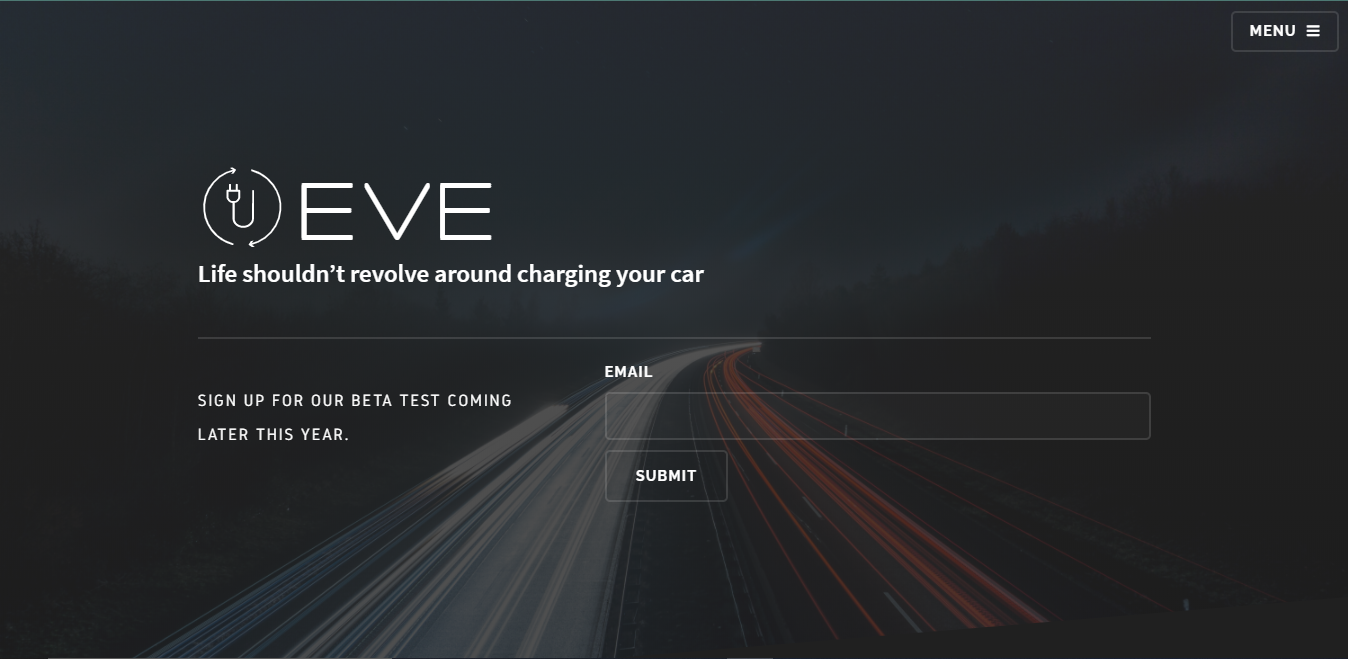 MENU
EVE
Life shouldn’t revolve around charging your car
EMAIL
SIGN UP FOR OUR BETA TEST COMING
LATER THIS YEAR.
SUBMIT